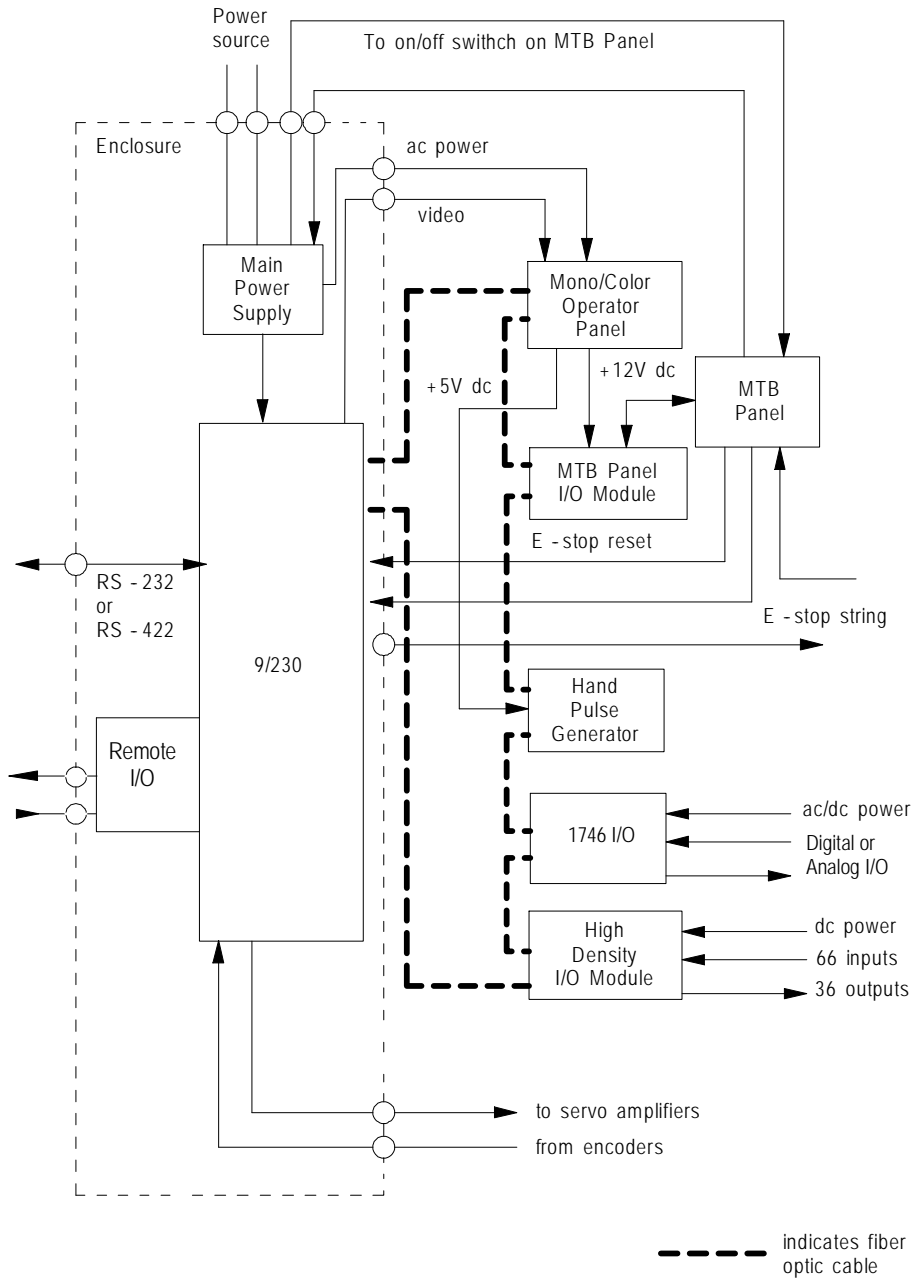 Power
source
To on/off swithch on MTB Panel
Enclosure
ac power
video
Main
Power
Supply
Mono/Color
Operator
Panel
+5V dc
+12V dc
MTB
Panel
MTB Panel
I/O Module
E - stop reset
RS - 232
or
RS - 422
E - stop string
9/230
Hand
Pulse
Generator
Remote
I/O
1746 I/O
ac/dc power
Digital or
Analog I/O
High
Density
I/O Module
dc power
66 inputs
36 outputs
to servo amplifiers
from encoders
indicates fiber
optic cable